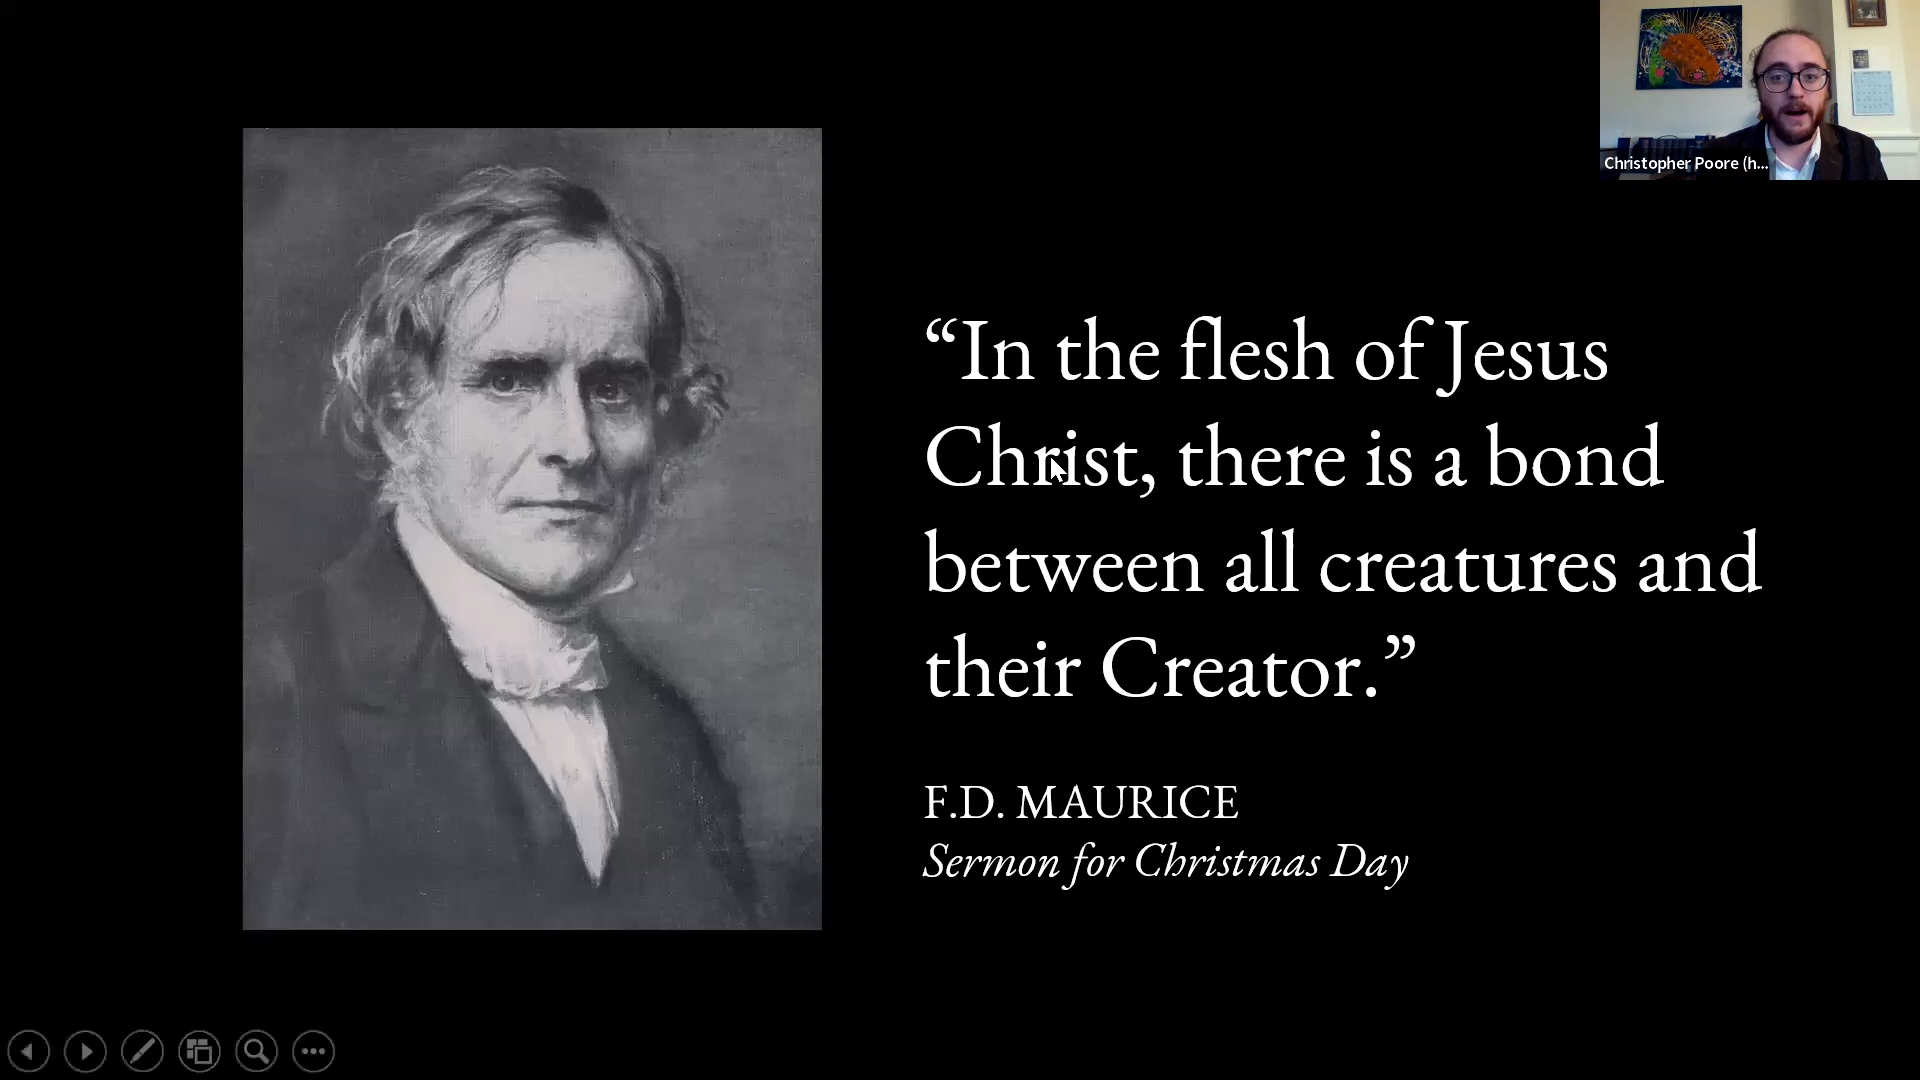 Christopher Poore (h...
“In the flesh of Jesus
Christ, there is a bond
between all creatures and
their Creator.”
F.D. MAURICE
Sermon for Christmas Day